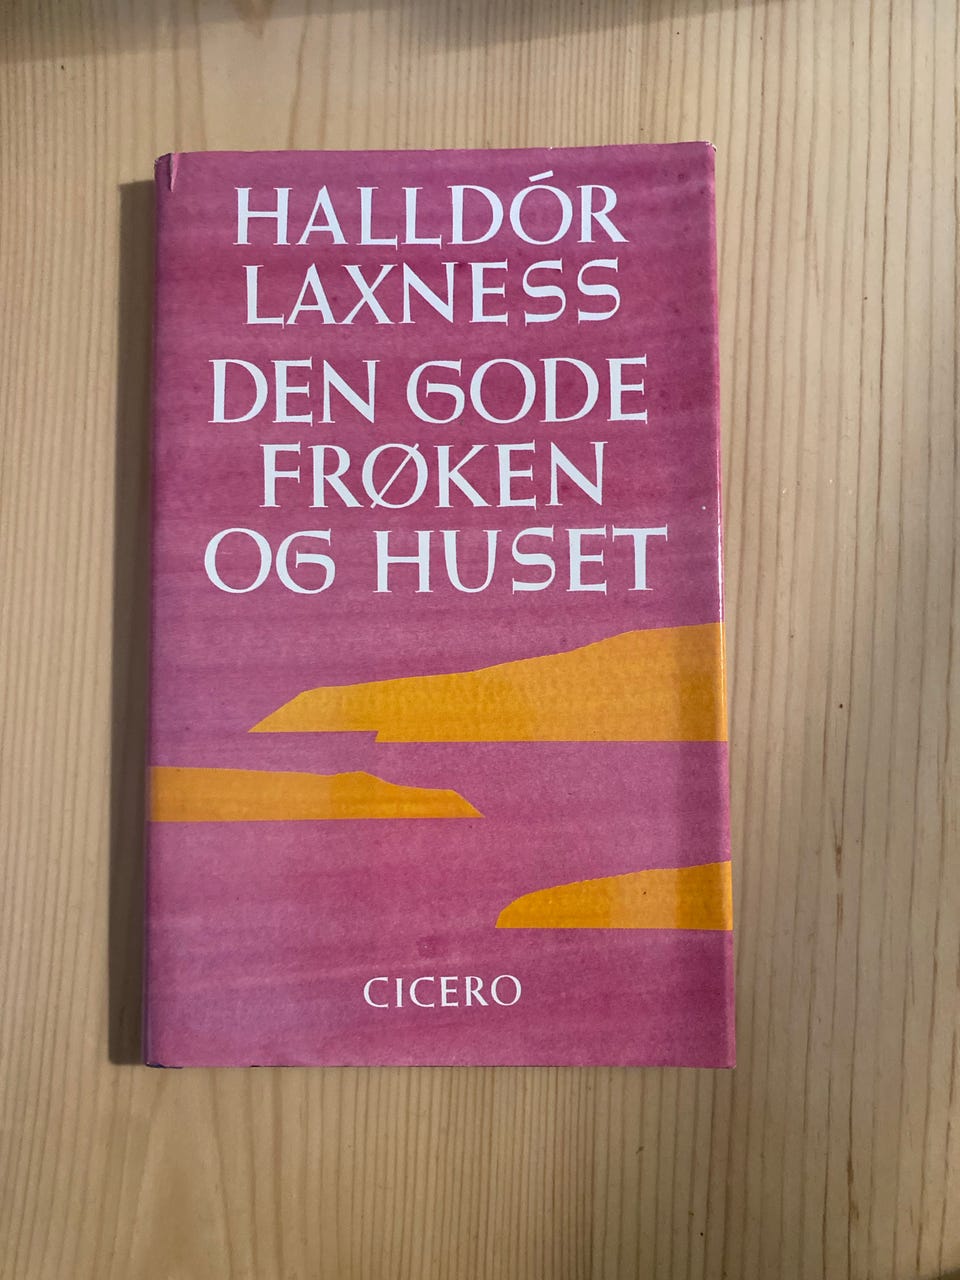 HALLDÓR
LAXNESS
DEN GODE
FRØKEN
OG HUSET
CICERO